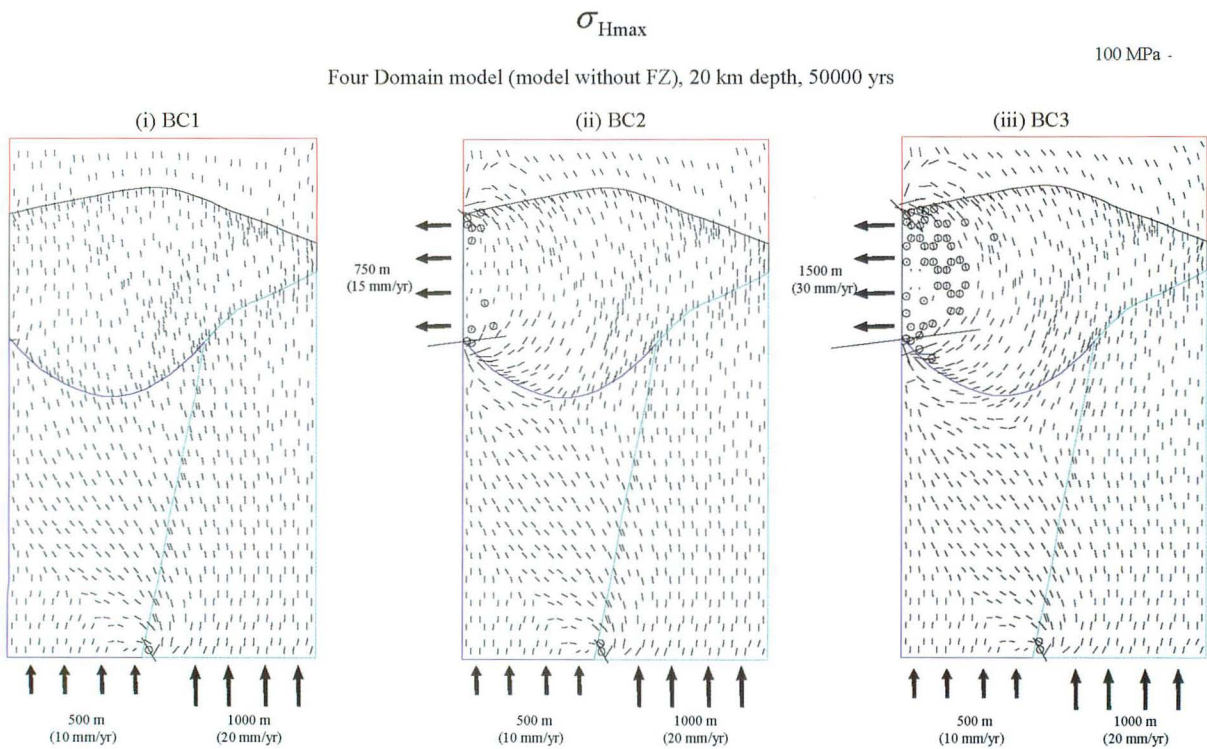 σHmax
100 MPa -
Four Domain model (model without FZ), 20 km depth, 50000 yrs
(i) BC1
(ii) BC2
(iii) BC3
750 m
(15 mm/yr)
1500 m
(30 mm/yr)
500 m
(10 mm/yr)
1000 m
(20 mm/yr)
500 m
(10 mm/yr)
1000 m
(20 mm/yr)
500 m
(10 mm/yr)
1000 m
(20 mm/yr)